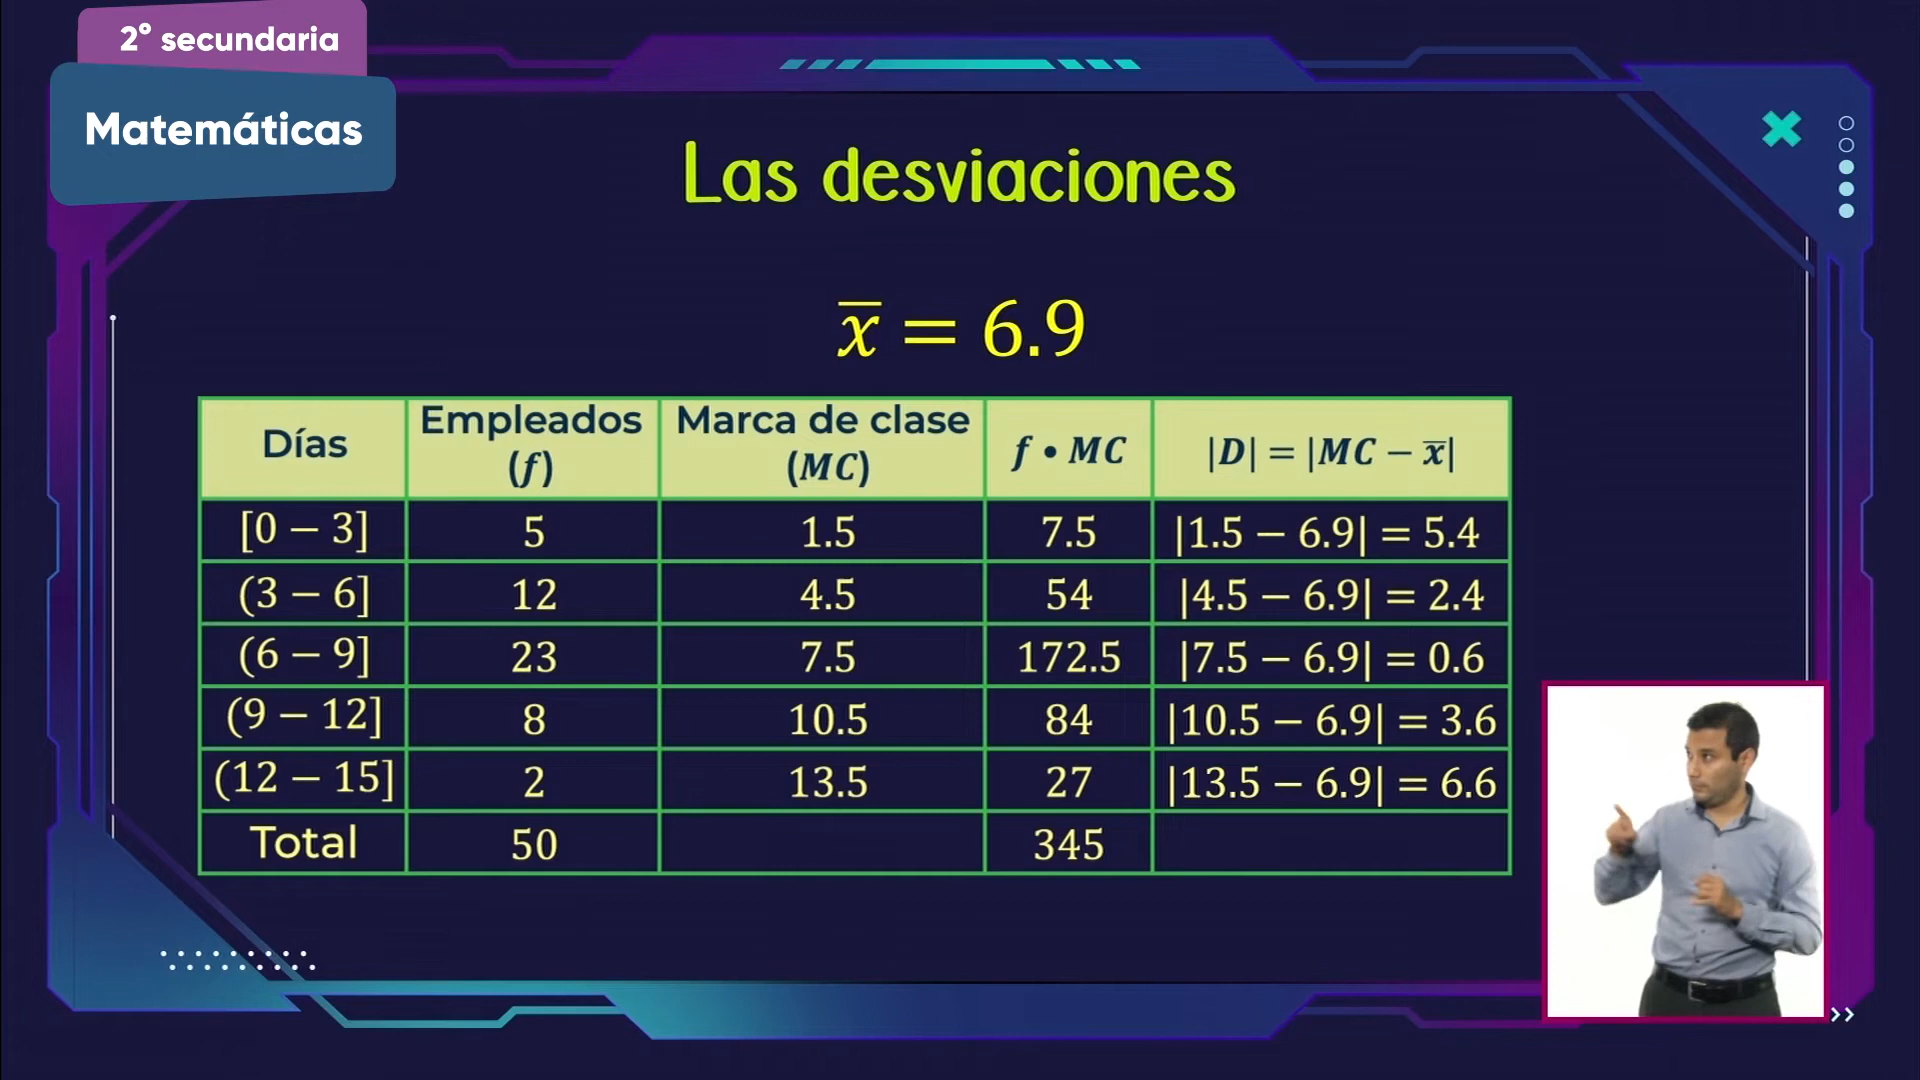 2° secundaria
Matemáticas
Las desviaciones
x̅ = 6.9
Días	Empleados (f)	Marca de clase (MC)	f • MC	|D| = |MC − x̅|
[0 − 3]	5	1.5	7.5	|1.5 − 6.9| = 5.4
(3 − 6]	12	4.5	54	|4.5 − 6.9| = 2.4
(6 − 9]	23	7.5	172.5	|7.5 − 6.9| = 0.6
(9 − 12]	8	10.5	84	|10.5 − 6.9| = 3.6
(12 − 15]	2	13.5	27	|13.5 − 6.9| = 6.6
Total	50		345